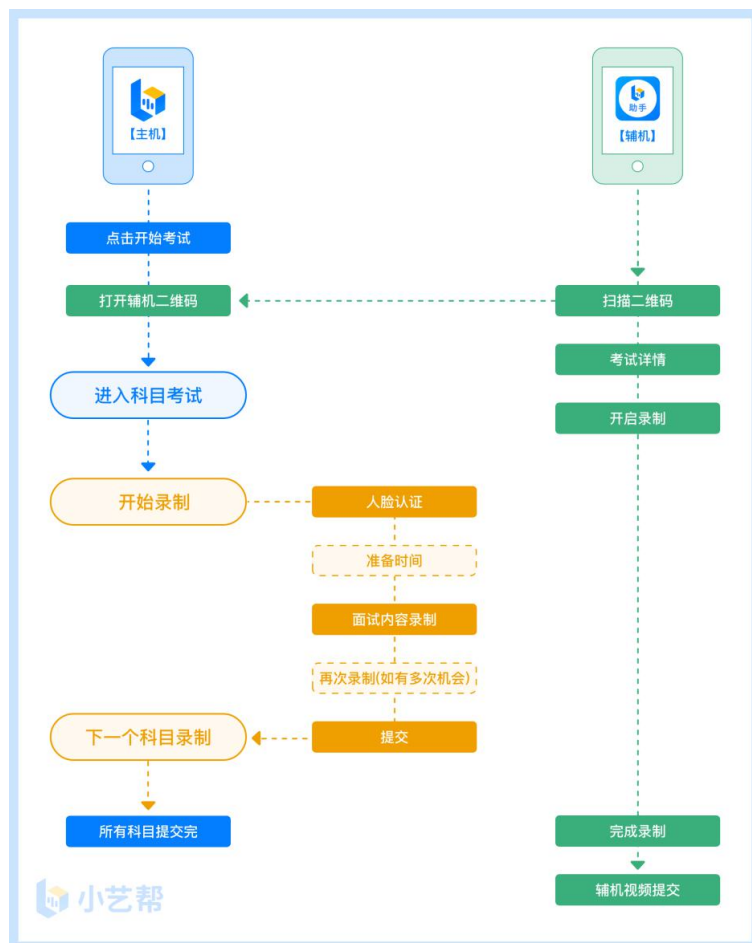 【主机】
助手
【辅机】
点击开始考试
打开辅机二维码
扫描二维码
考试详情
进入科目考试
开启录制
开始录制
人脸认证
准备时间
面试内容录制
再次录制(如有多次机会)
下一个科目录制
提交
所有科目提交完
完成录制
辅机视频提交
小艺帮